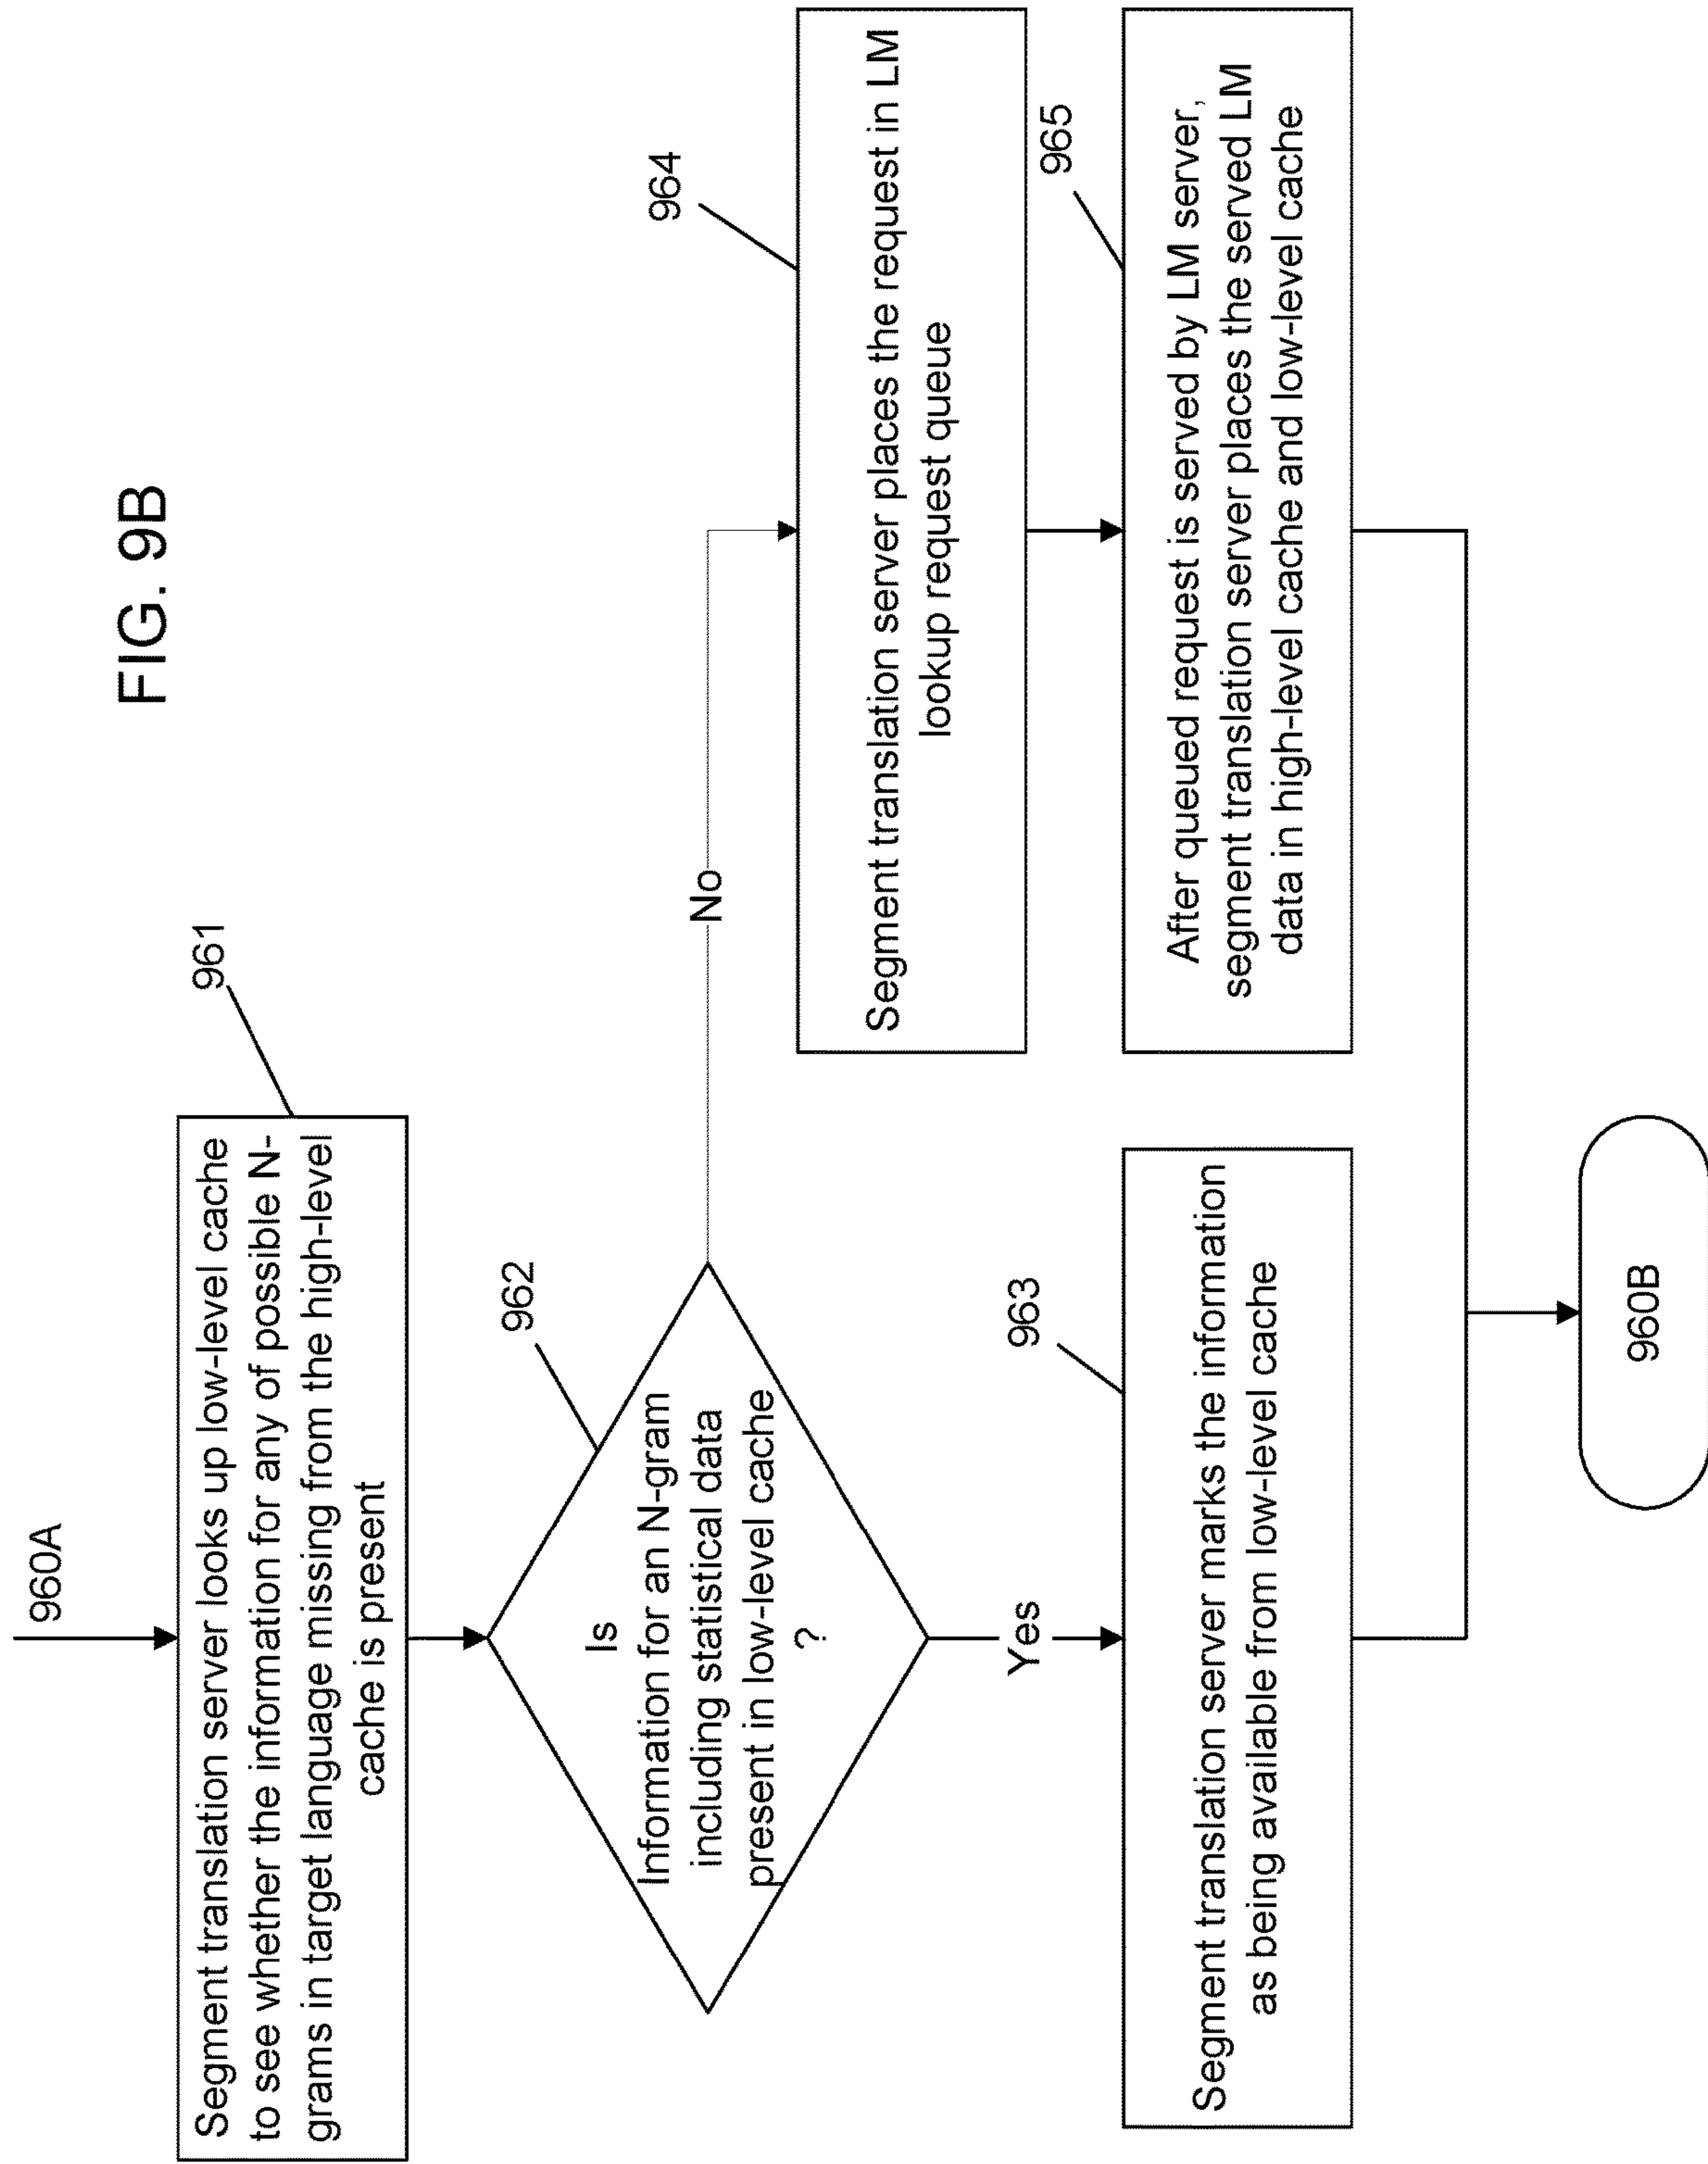 FIG. 9B
960A
961
Segment translation server looks up low-level cache
to see whether the information for any of possible N-
grams in target language missing from the high-level
cache is present
962
Is
Information for an N-gram
including statistical data
present in low-level cache
?
No
Yes
964
Segment translation server places the request in LM
lookup request queue
963
Segment translation server marks the information
as being available from low-level cache
965
After queued request is served by LM server,
segment translation server places the served LM
data in high-level cache and low-level cache
960B